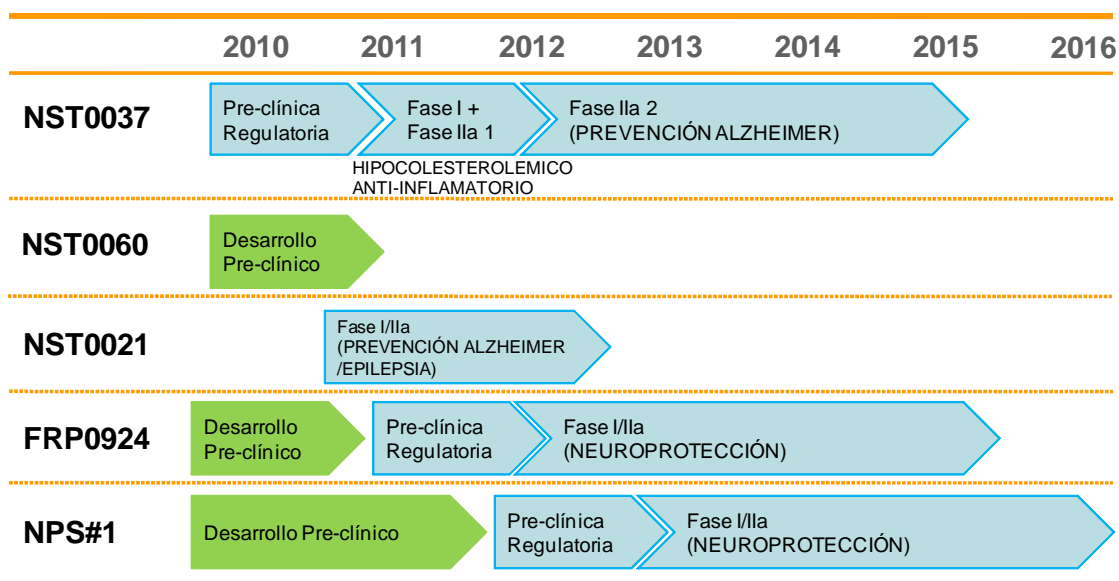 2010 2011 2012 2013 2014 2015 2016
NST0037
Pre-clínica
Regulatoria
Fase I +
Fase IIa 1
Fase IIa 2
(PREVENCIÓN ALZHEIMER)
HIPOCOLESTEROLEMICO
ANTI-INFLAMATORIO
NST0060
Desarrollo
Pre-clínico
NST0021
Fase I/IIa
(PREVENCIÓN ALZHEIMER
/EPILEPSIA)
FRP0924
Desarrollo
Pre-clínico
Pre-clínica
Regulatoria
Fase I/IIa
(NEUROPROTECCIÓN)
NPS#1
Desarrollo Pre-clínico
Pre-clínica
Regulatoria
Fase I/IIa
(NEUROPROTECCIÓN)